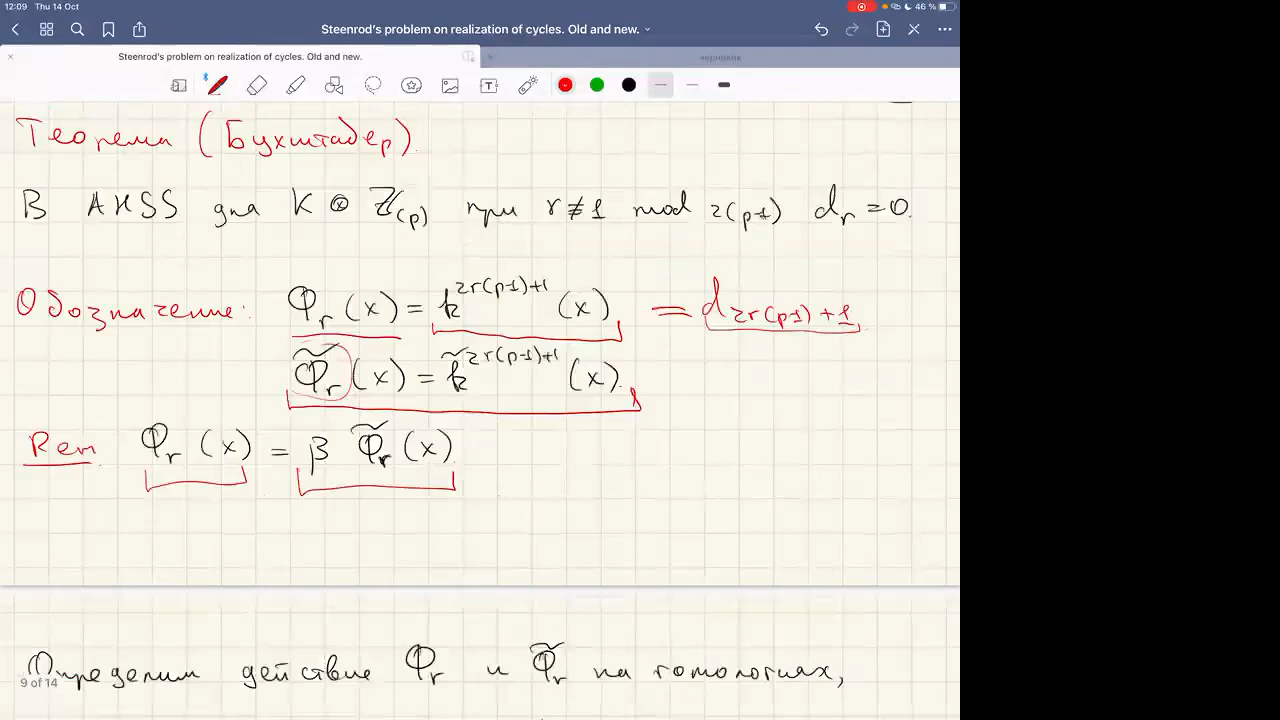 12:09 Thu 14 Oct 46 %
Steenrod's problem on realization of cycles. Old and new.
Steenrod's problem on realization of cycles. Old and new.
Теорема (Бухштабер).
В AHSS для K ⊗ ℤ₍ₚ₎ при r ≢ 1 mod 2(p-1) d_r = 0.
Обозначение: Φ_r (x) = k^{2r(p-1)+1} (x) = d_{2r(p-1)+1}
Φ̃_r (x) = k̃^{2r(p-1)+1} (x).
Rem Φ_r (x) = β Φ̃_r (x)
Определим действие Φ_r и Φ̃_r на гомологиях,
9 of 14